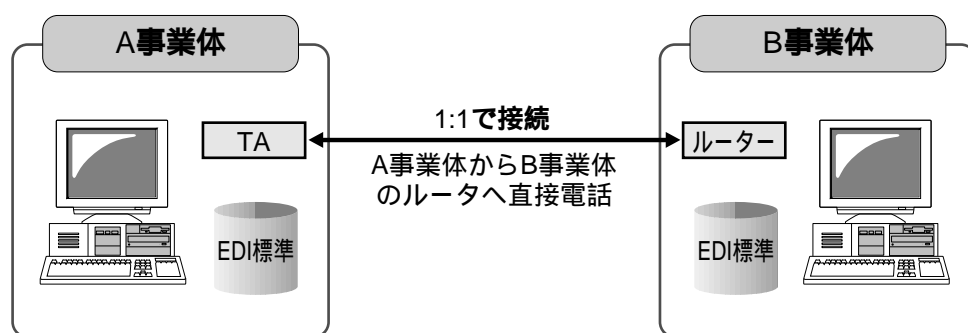 A事業体
B事業体
1:1で接続
TA
ルーター
A事業体からB事業体
のルータへ直接電話
EDI標準
EDI標準